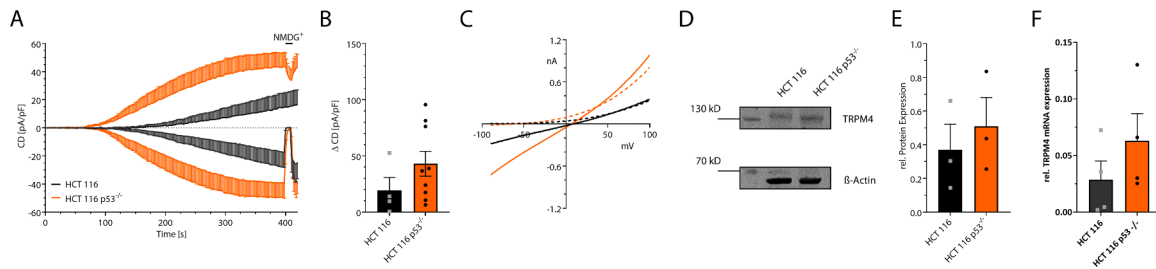 A
NMDG⁺
60
40
20
0
-20
-40
-60
CD [pA/pF]
0
100
200
300
400
Time [s]
HCT 116
HCT 116 p53⁻/⁻
B
150
100
50
0
Δ CD [pA/pF]
HCT 116
HCT 116 p53⁻/⁻
C
1.2
nA
0.6
-100
-50
50
100
mV
-0.6
-1.2
D
HCT 116
HCT 116 p53⁻/⁻
130 kD
TRPM4
70 kD
ß-Actin
E
1.0
0.8
0.6
0.4
0.2
0.0
rel. Protein Expression
HCT 116
HCT 116 p53⁻/⁻
F
0.15
0.10
0.05
0.00
rel. TRPM4 mRNA expression
HCT 116
HCT 116 p53 -/-